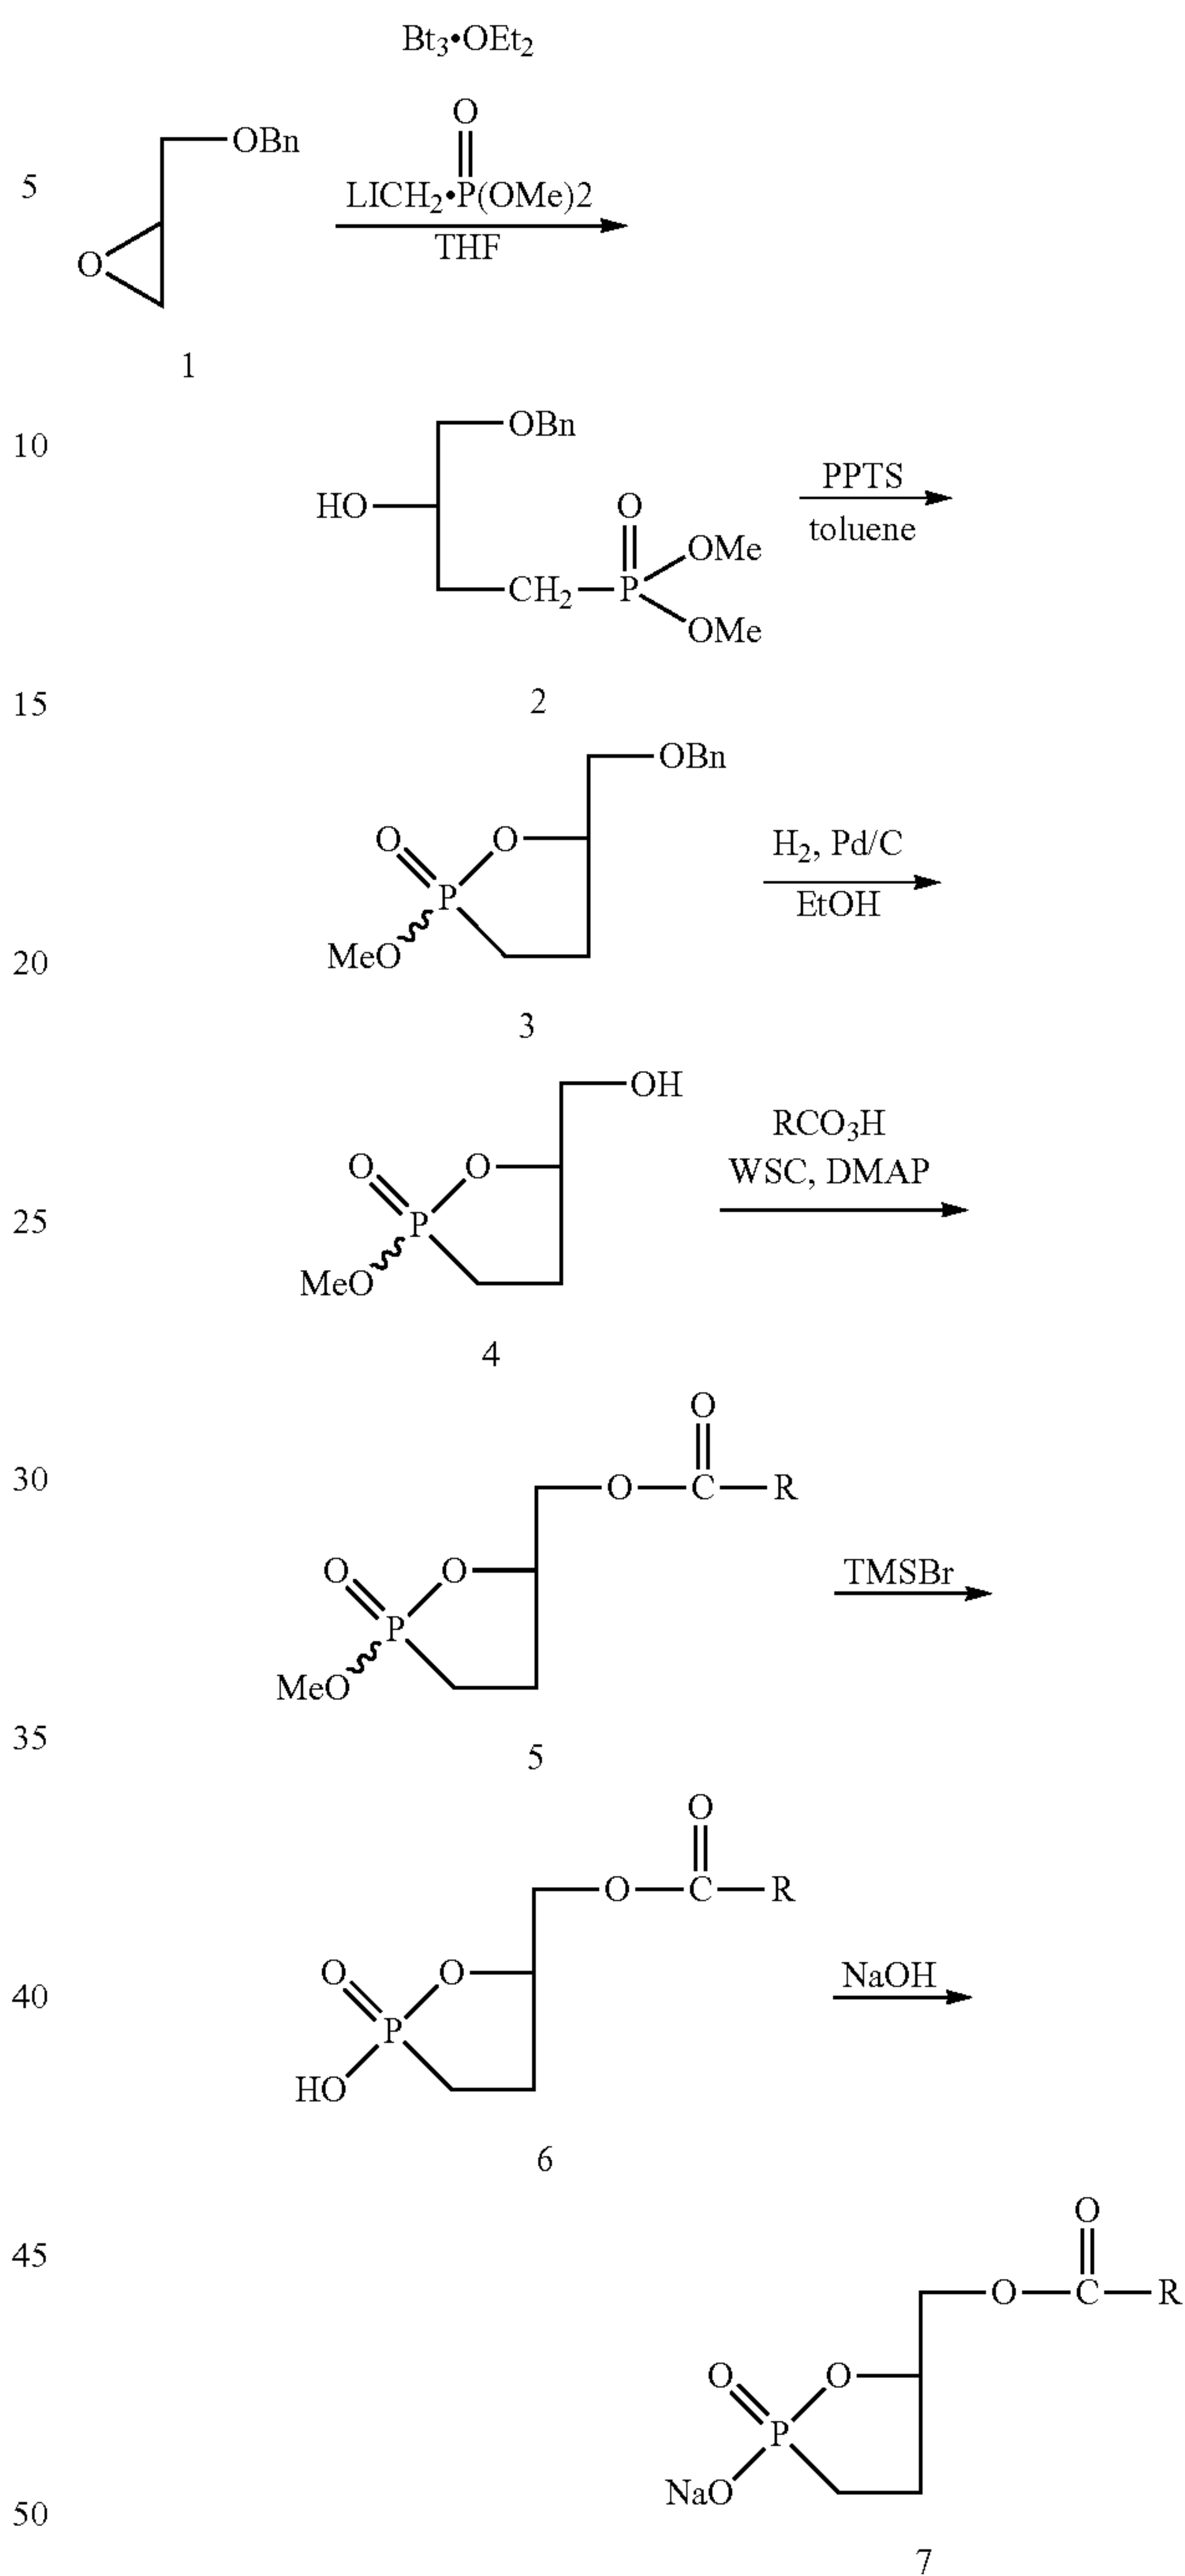 Bt₃•OEt₂
O
OBn
5
LICH₂•P(OMe)2
THF
O
1
10
OBn
HO
O
OMe
CH₂
P
OMe
PPTS
toluene
15
2
OBn
O
O
P
MeO
H₂, Pd/C
EtOH
20
3
OH
O
O
P
MeO
RCO₃H
WSC, DMAP
25
4
O
30
O
C
R
O
O
P
MeO
TMSBr
35
5
O
O
C
R
O
O
P
HO
NaOH
40
6
45
O
O
C
R
O
O
P
NaO
50
7